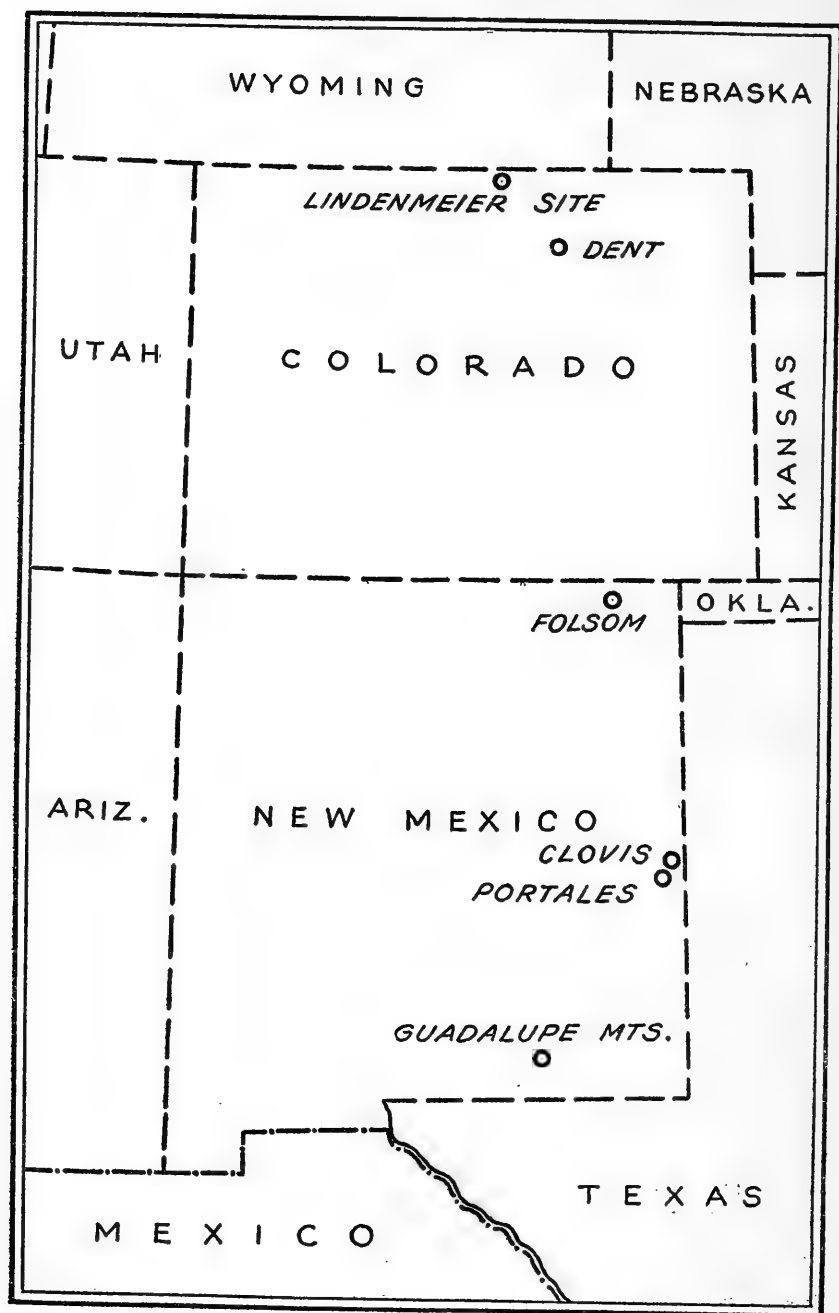 WYOMING
NEBRASKA
LINDENMEIER SITE
DENT
UTAH
COLORADO
KANSAS
FOLSOM
OKLA.
ARIZ.
NEW MEXICO
CLOVIS
PORTALES
GUADALUPE MTS.
TEXAS
MEXICO